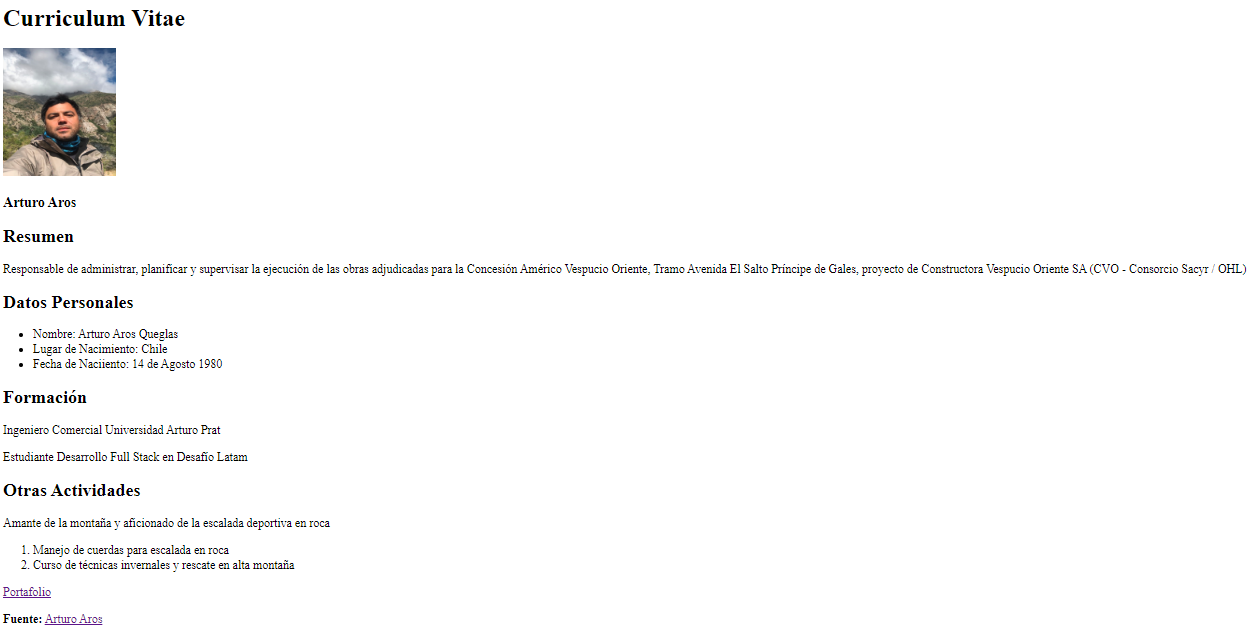 Curriculum Vitae
Arturo Aros
Resumen
Responsable de administrar, planificar y supervisar la ejecución de las obras adjudicadas para la Concesión Américo Vespucio Oriente, Tramo Avenida El Salto Príncipe de Gales, proyecto de Constructora Vespucio Oriente SA (CVO - Consorcio Sacyr / OHL)
Datos Personales
• Nombre: Arturo Aros Queglas
• Lugar de Nacimiento: Chile
• Fecha de Naciiento: 14 de Agosto 1980
Formación
Ingeniero Comercial Universidad Arturo Prat
Estudiante Desarrollo Full Stack en Desafío Latam
Otras Actividades
Amante de la montaña y aficionado de la escalada deportiva en roca
1. Manejo de cuerdas para escalada en roca
2. Curso de técnicas invernales y rescate en alta montaña
Portafolio
Fuente: Arturo Aros